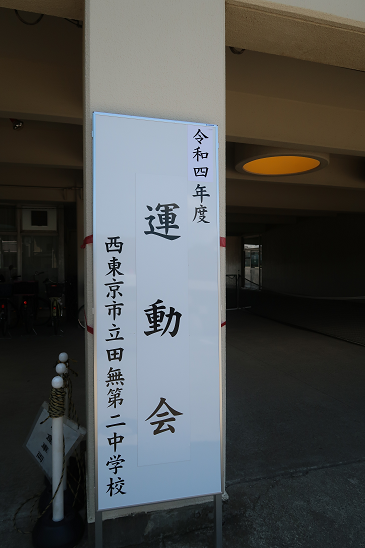 令和四年度
運動会
西東京市立田無第二中学校